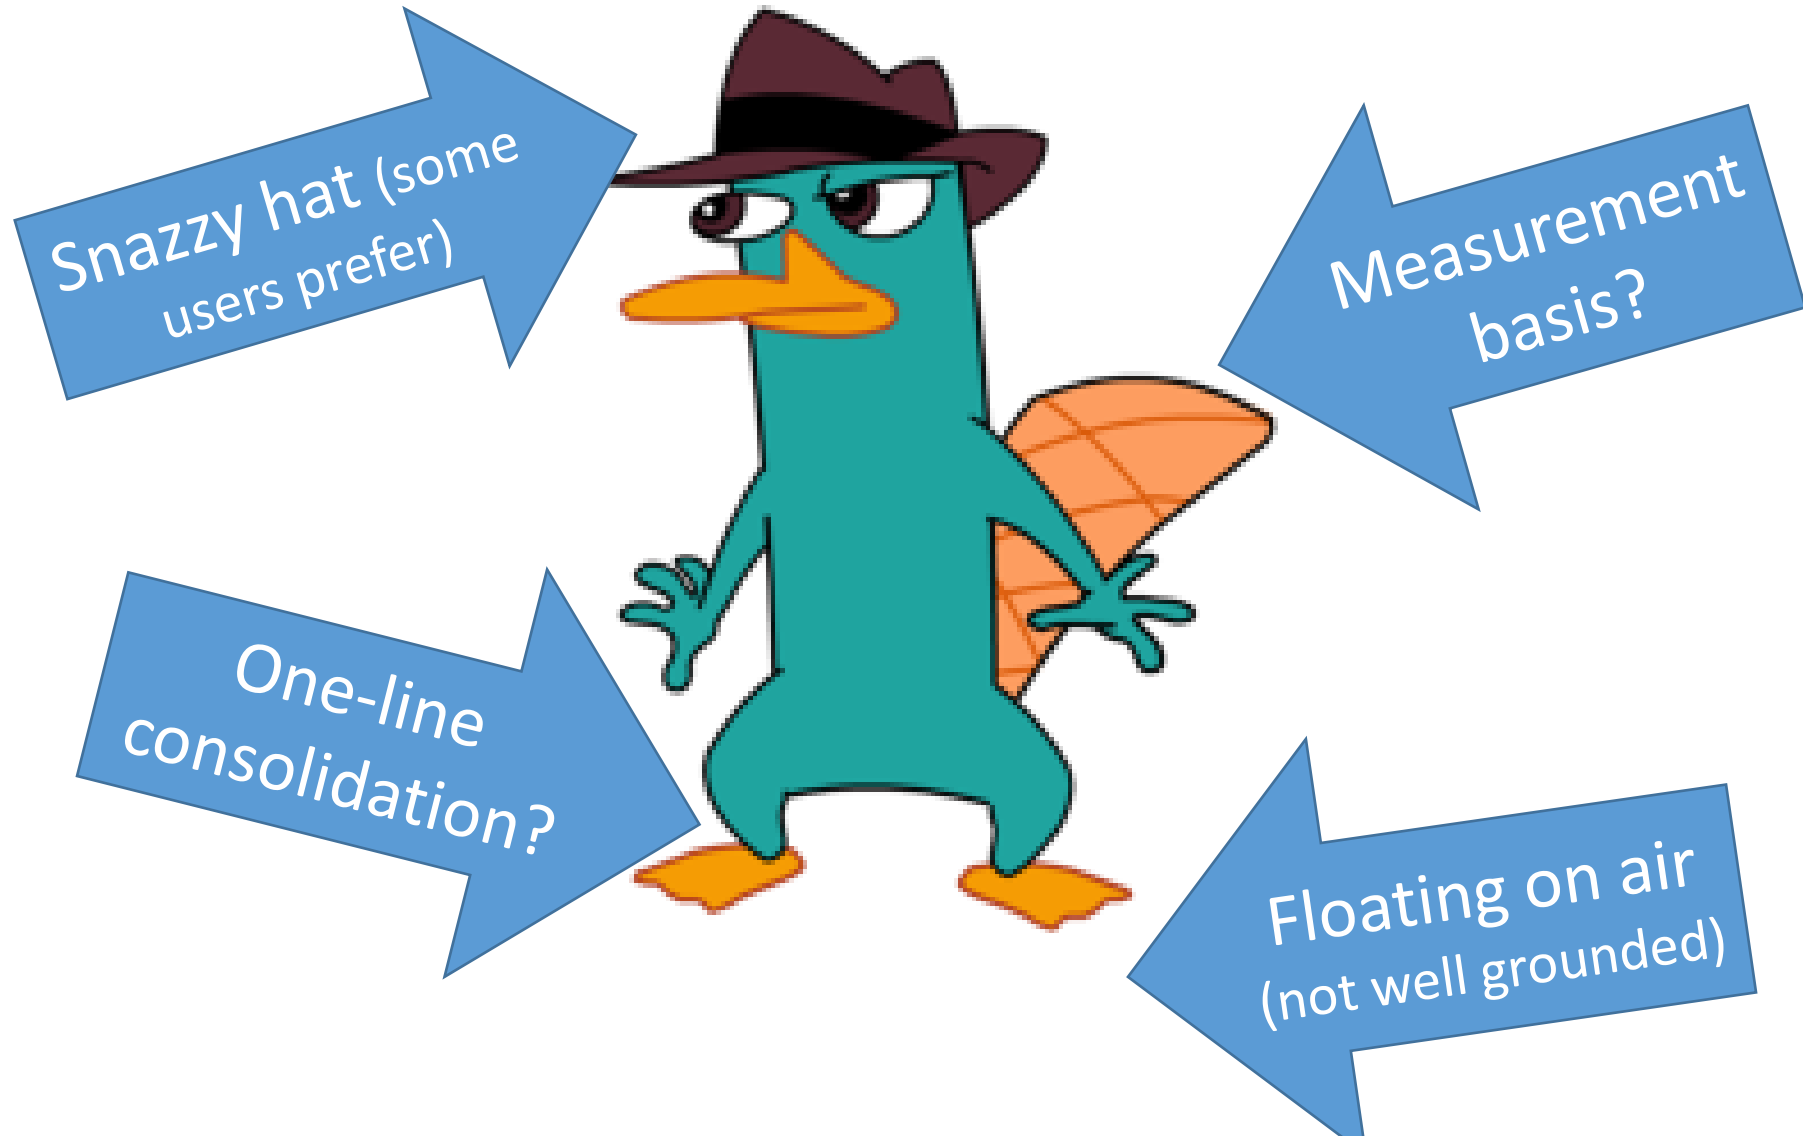 Snazzy hat (some
users prefer)
Measurement
basis?
One-line
consolidation?
Floating on air
(not well grounded)